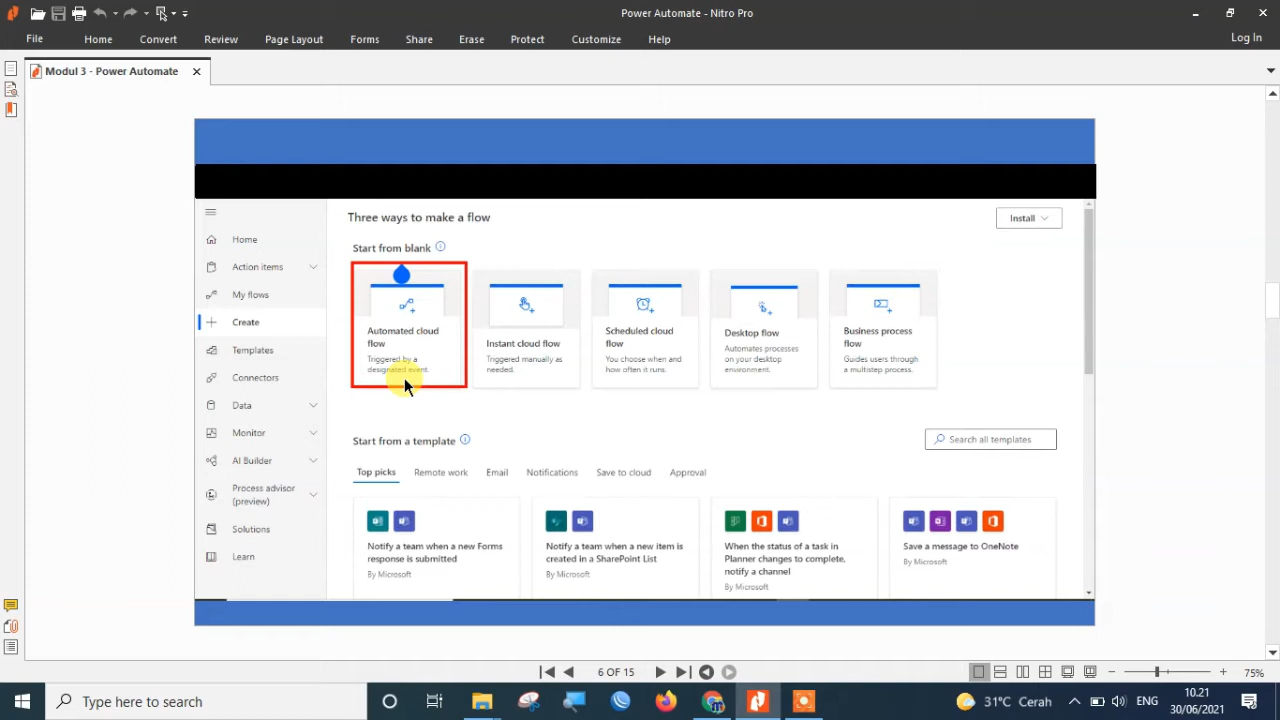 Power Automate - Nitro Pro
File Home Convert Review Page Layout Forms Share Erase Protect Customize Help Log In
Modul 3 - Power Automate
Three ways to make a flow
Install
Start from blank
Home
Action items
My flows
Create
Templates
Connectors
Data
Monitor
AI Builder
Process advisor
(preview)
Solutions
Learn
Automated cloud
flow
Triggered by a
designated event.
Instant cloud flow
Triggered manually as
needed.
Scheduled cloud
flow
You choose when and
how often it runs.
Desktop flow
Automates processes
on your desktop
environment.
Business process
flow
Guides users through
a multistep process.
Start from a template
Search all templates
Top picks Remote work Email Notifications Save to cloud Approval
Notify a team when a new Forms
response is submitted
By Microsoft
Notify a team when a new item is
created in a SharePoint List
By Microsoft
When the status of a task in
Planner changes to complete,
notify a channel
By Microsoft
Save a message to OneNote
By Microsoft
6 OF 15
75%
Type here to search
31°C Cerah
ENG
10.21
30/06/2021